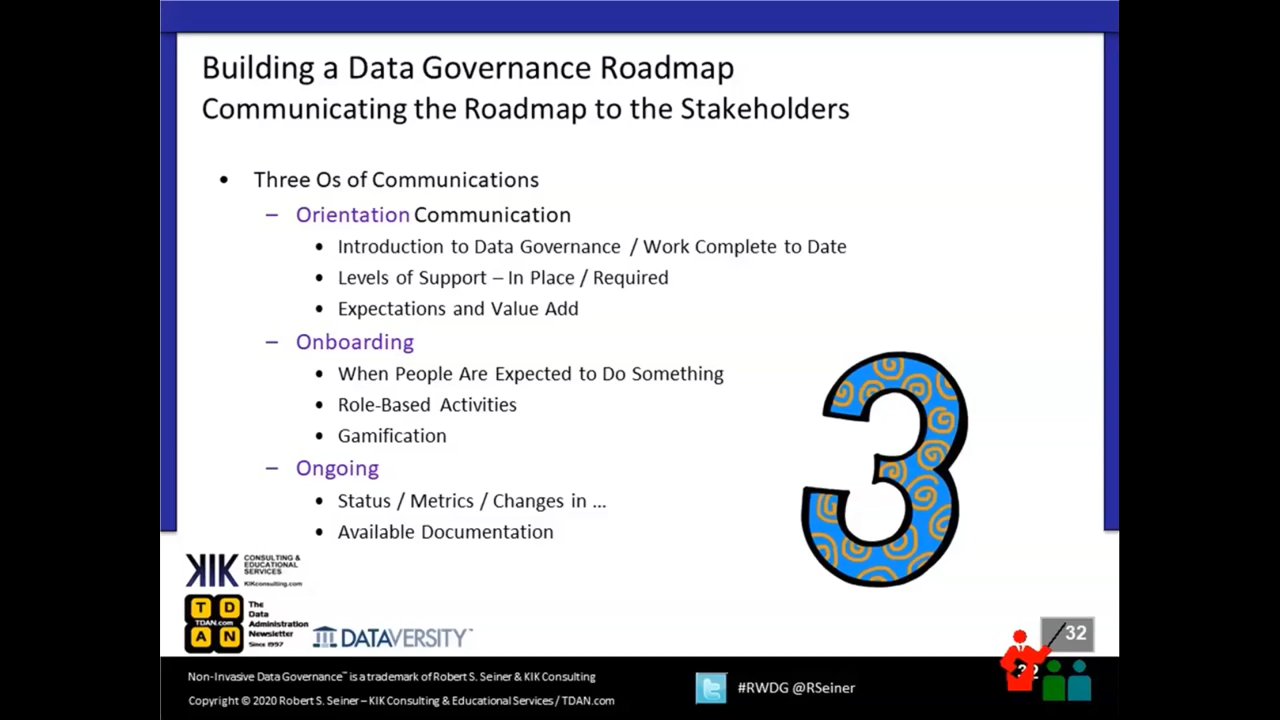 Building a Data Governance Roadmap
Communicating the Roadmap to the Stakeholders
• Three Os of Communications
– Orientation Communication
• Introduction to Data Governance / Work Complete to Date
• Levels of Support – In Place / Required
• Expectations and Value Add
– Onboarding
• When People Are Expected to Do Something
• Role-Based Activities
• Gamification
– Ongoing
• Status / Metrics / Changes in ...
• Available Documentation
3
KIK CONSULTING & EDUCATIONAL SERVICES
KIKconsulting.com
T D
TDAN.com
A N
The
Data
Administration
Newsletter
Since 1997
DATAVERSITY™
32
32
Non-Invasive Data Governance™ is a trademark of Robert S. Seiner & KIK Consulting
Copyright © 2020 Robert S. Seiner – KIK Consulting & Educational Services / TDAN.com
#RWDG @RSeiner